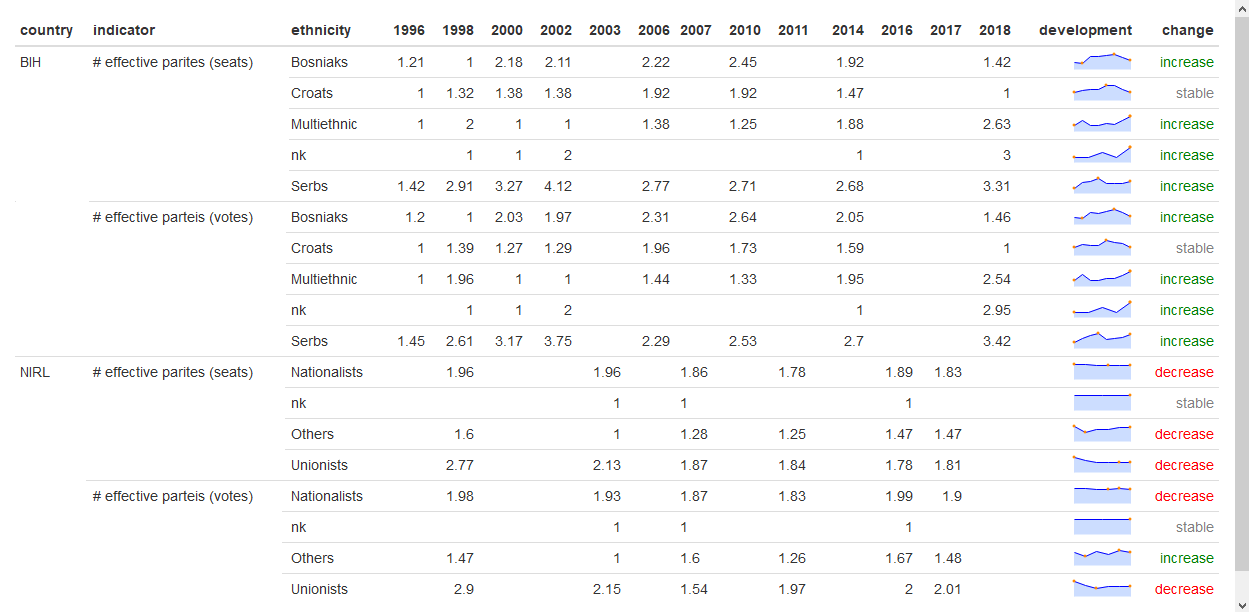 country indicator ethnicity 1996 1998 2000 2002 2003 2006 2007 2010 2011 2014 2016 2017 2018 development change
BIH # effective parites (seats) Bosniaks 1.21 1 2.18 2.11 2.22 2.45 1.92 1.42 increase
Croats 1 1.32 1.38 1.38 1.92 1.92 1.47 1 stable
Multiethnic 1 2 1 1 1.38 1.25 1.88 2.63 increase
nk 1 1 2 1 3 increase
Serbs 1.42 2.91 3.27 4.12 2.77 2.71 2.68 3.31 increase
# effective parteis (votes) Bosniaks 1.2 1 2.03 1.97 2.31 2.64 2.05 1.46 increase
Croats 1 1.39 1.27 1.29 1.96 1.73 1.59 1 stable
Multiethnic 1 1.96 1 1 1.44 1.33 1.95 2.54 increase
nk 1 1 2 1 2.95 increase
Serbs 1.45 2.61 3.17 3.75 2.29 2.53 2.7 3.42 increase
NIRL # effective parites (seats) Nationalists 1.96 1.96 1.86 1.78 1.89 1.83 decrease
nk 1 1 1 stable
Others 1.6 1 1.28 1.25 1.47 1.47 decrease
Unionists 2.77 2.13 1.87 1.84 1.78 1.81 decrease
# effective parteis (votes) Nationalists 1.98 1.93 1.87 1.83 1.99 1.9 decrease
nk 1 1 1 stable
Others 1.47 1 1.6 1.26 1.67 1.48 increase
Unionists 2.9 2.15 1.54 1.97 2 2.01 decrease